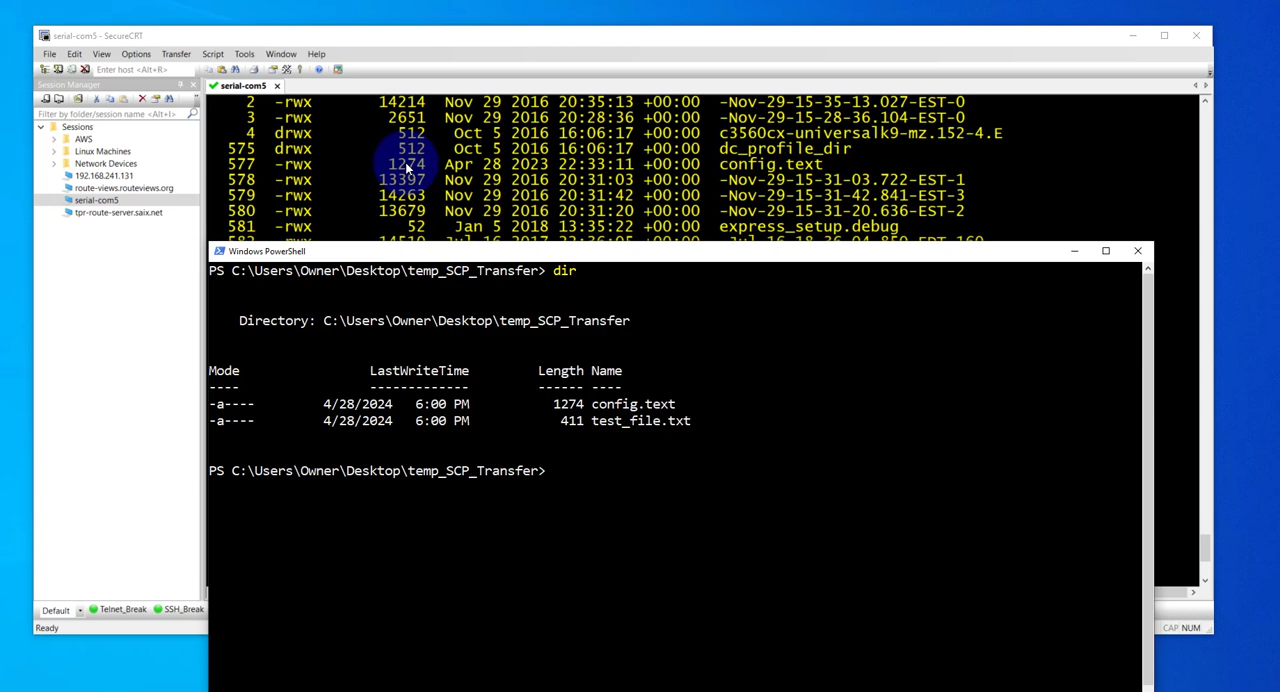 serial-com5 - SecureCRT
File Edit View Options Transfer Script Tools Window Help
Enter host <Alt+R>
Session Manager
serial-com5
Filter by folder/session name <Alt+I>
Sessions
AWS
Linux Machines
Network Devices
192.168.241.131
route-views.routeviews.org
serial-com5
tpr-route-server.saix.net
2 -rwx 14214 Nov 29 2016 20:35:13 +00:00 -Nov-29-15-35-13.027-EST-0
3 -rwx 2651 Nov 29 2016 20:28:36 +00:00 -Nov-29-15-28-36.104-EST-0
4 drwx 512 Oct 5 2016 16:06:17 +00:00 c3560cx-universalk9-mz.152-4.E
575 drwx 512 Oct 5 2016 16:06:17 +00:00 dc_profile_dir
577 -rwx 1274 Apr 28 2023 22:33:11 +00:00 config.text
578 -rwx 13397 Nov 29 2016 20:31:03 +00:00 -Nov-29-15-31-03.722-EST-1
579 -rwx 14263 Nov 29 2016 20:31:42 +00:00 -Nov-29-15-31-42.841-EST-3
580 -rwx 13679 Nov 29 2016 20:31:20 +00:00 -Nov-29-15-31-20.636-EST-2
581 -rwx 52 Jan 5 2018 13:35:22 +00:00 express_setup.debug
Windows PowerShell
PS C:\Users\Owner\Desktop\temp_SCP_Transfer> dir
Directory: C:\Users\Owner\Desktop\temp_SCP_Transfer
Mode LastWriteTime Length Name
---- ------------- ------ ----
-a---- 4/28/2024 6:00 PM 1274 config.text
-a---- 4/28/2024 6:00 PM 411 test_file.txt
PS C:\Users\Owner\Desktop\temp_SCP_Transfer>
Default Telnet_Break SSH_Break
Ready
CAP NUM